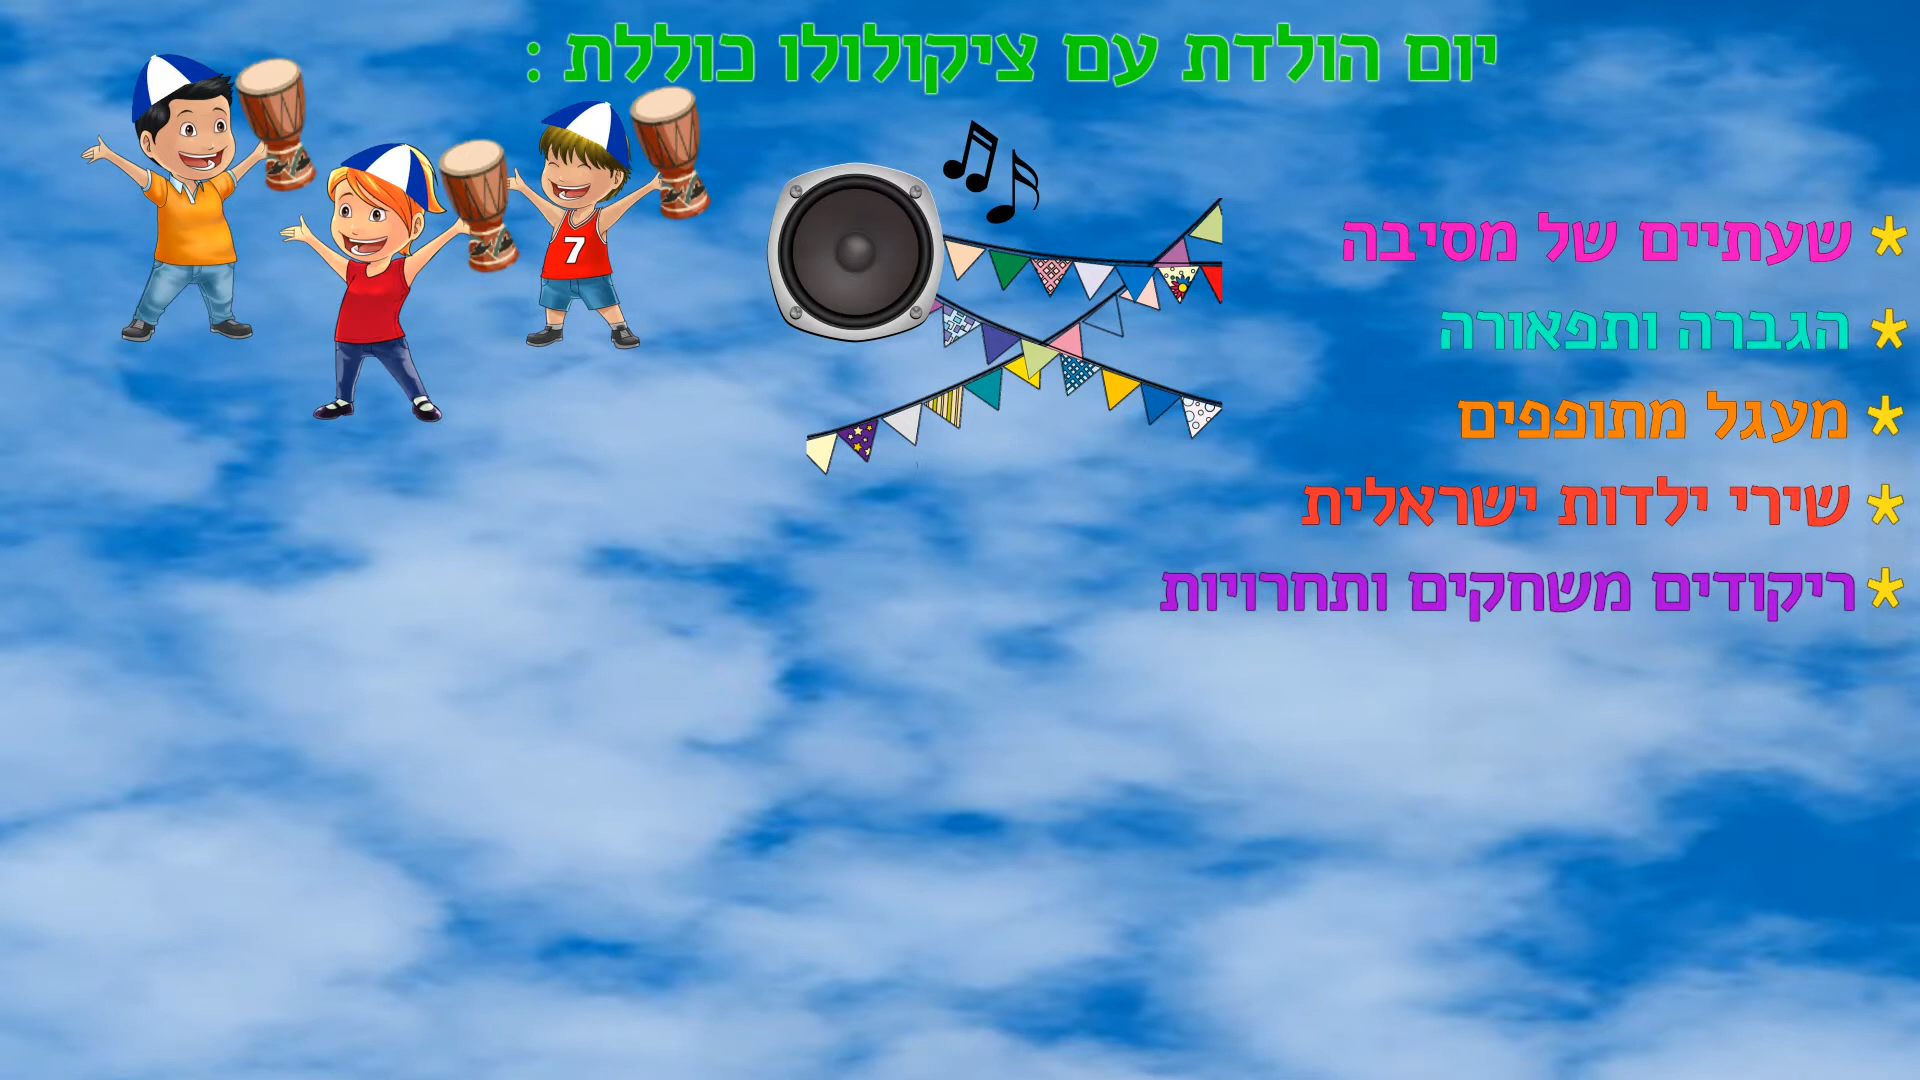 יום הולדת עם ציקולולו כוללת :
* שעתיים של מסיבה
* הגברה ותפאורה
* מעגל מתופפים
* שירי ילדות ישראלית
* ריקודים משחקים ותחרויות
7